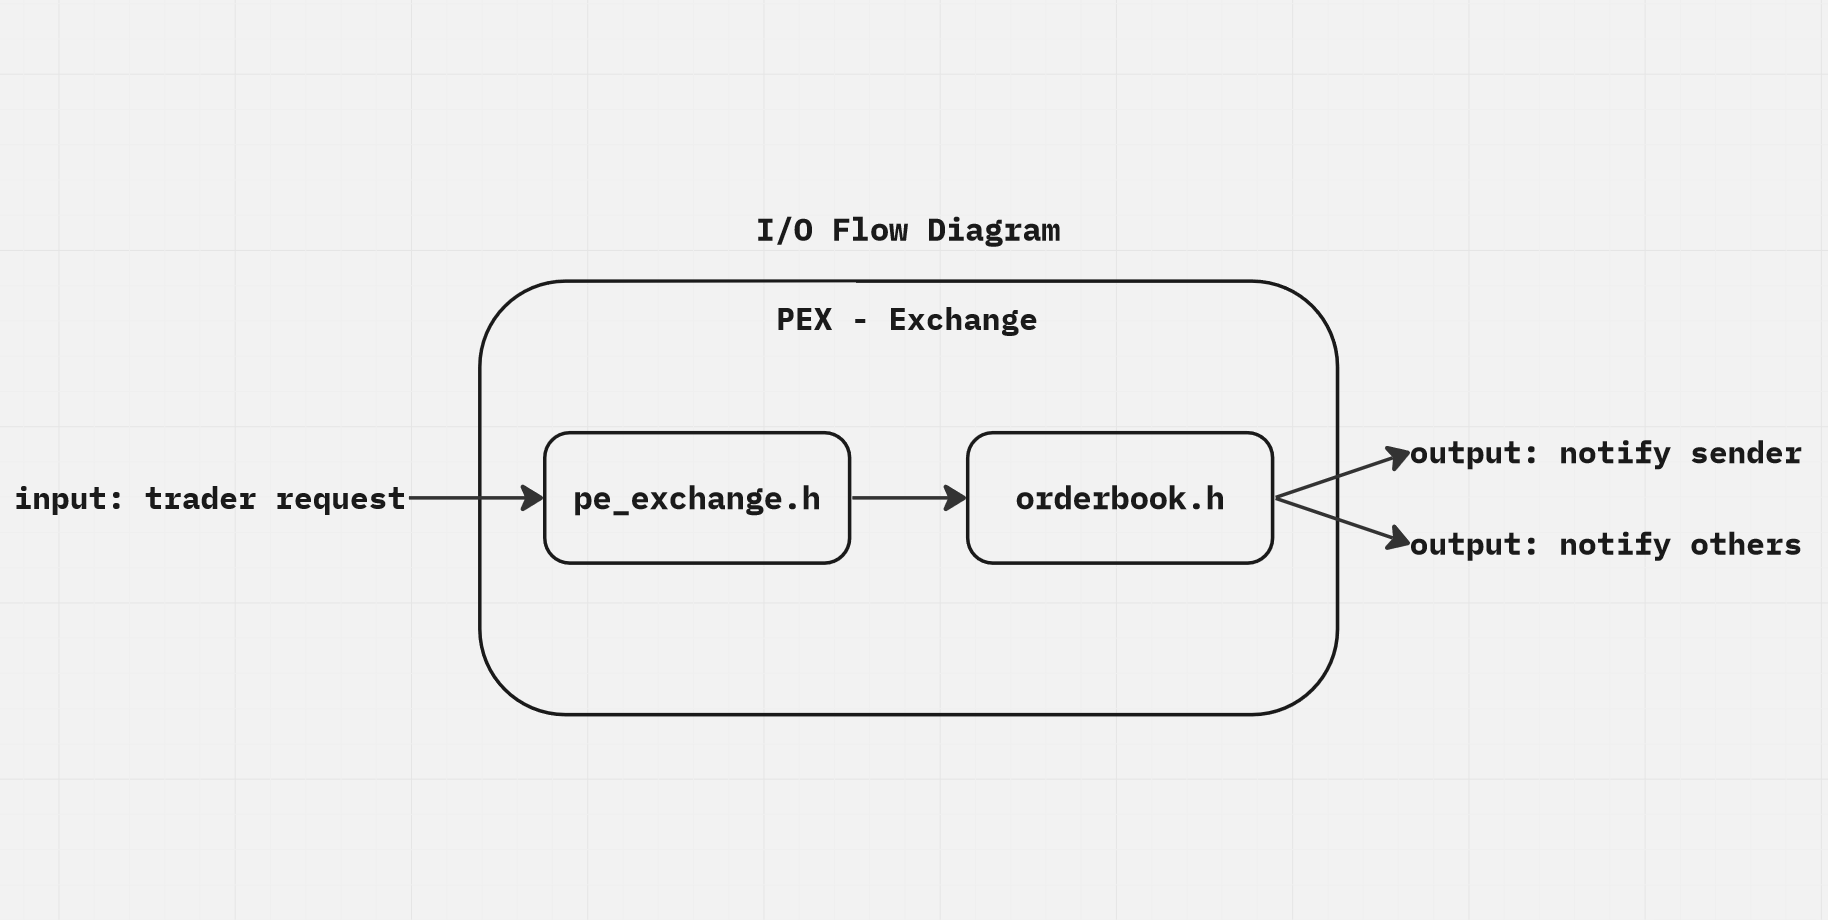 I/O Flow Diagram
PEX - Exchange
input: trader request
pe_exchange.h
orderbook.h
output: notify sender
output: notify others